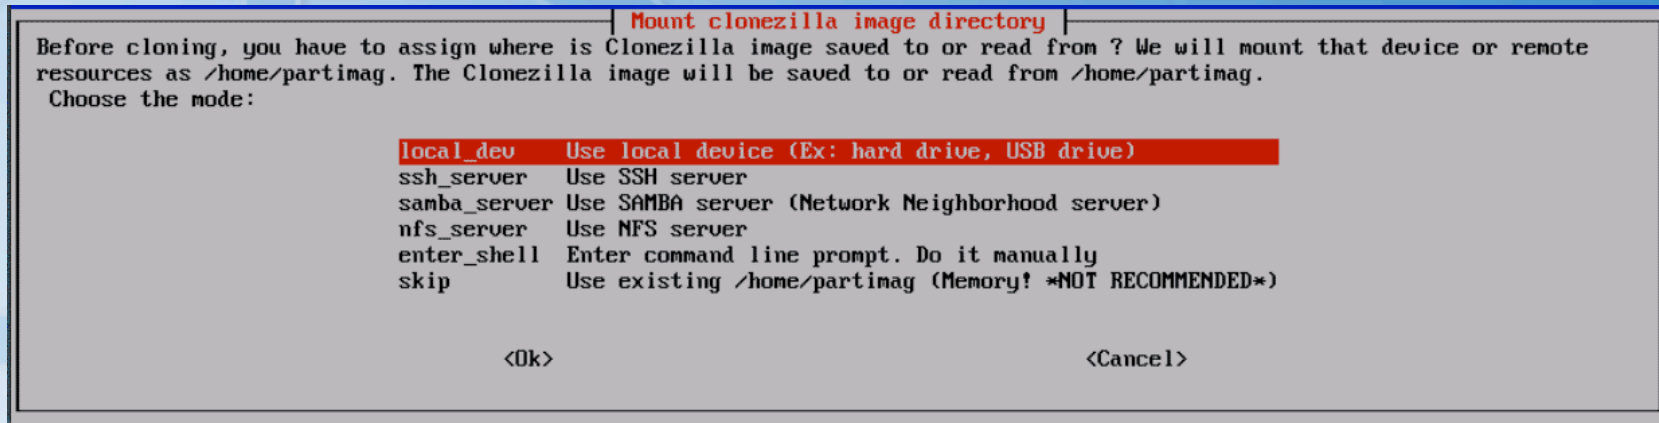 Mount clonezilla image directory
Before cloning, you have to assign where is Clonezilla image saved to or read from ? We will mount that device or remote
resources as /home/partimag. The Clonezilla image will be saved to or read from /home/partimag.
Choose the mode:
local_dev Use local device (Ex: hard drive, USB drive)
ssh_server Use SSH server
samba_server Use SAMBA server (Network Neighborhood server)
nfs_server Use NFS server
enter_shell Enter command line prompt. Do it manually
skip Use existing /home/partimag (Memory! *NOT RECOMMENDED*)
<Ok> <Cancel>